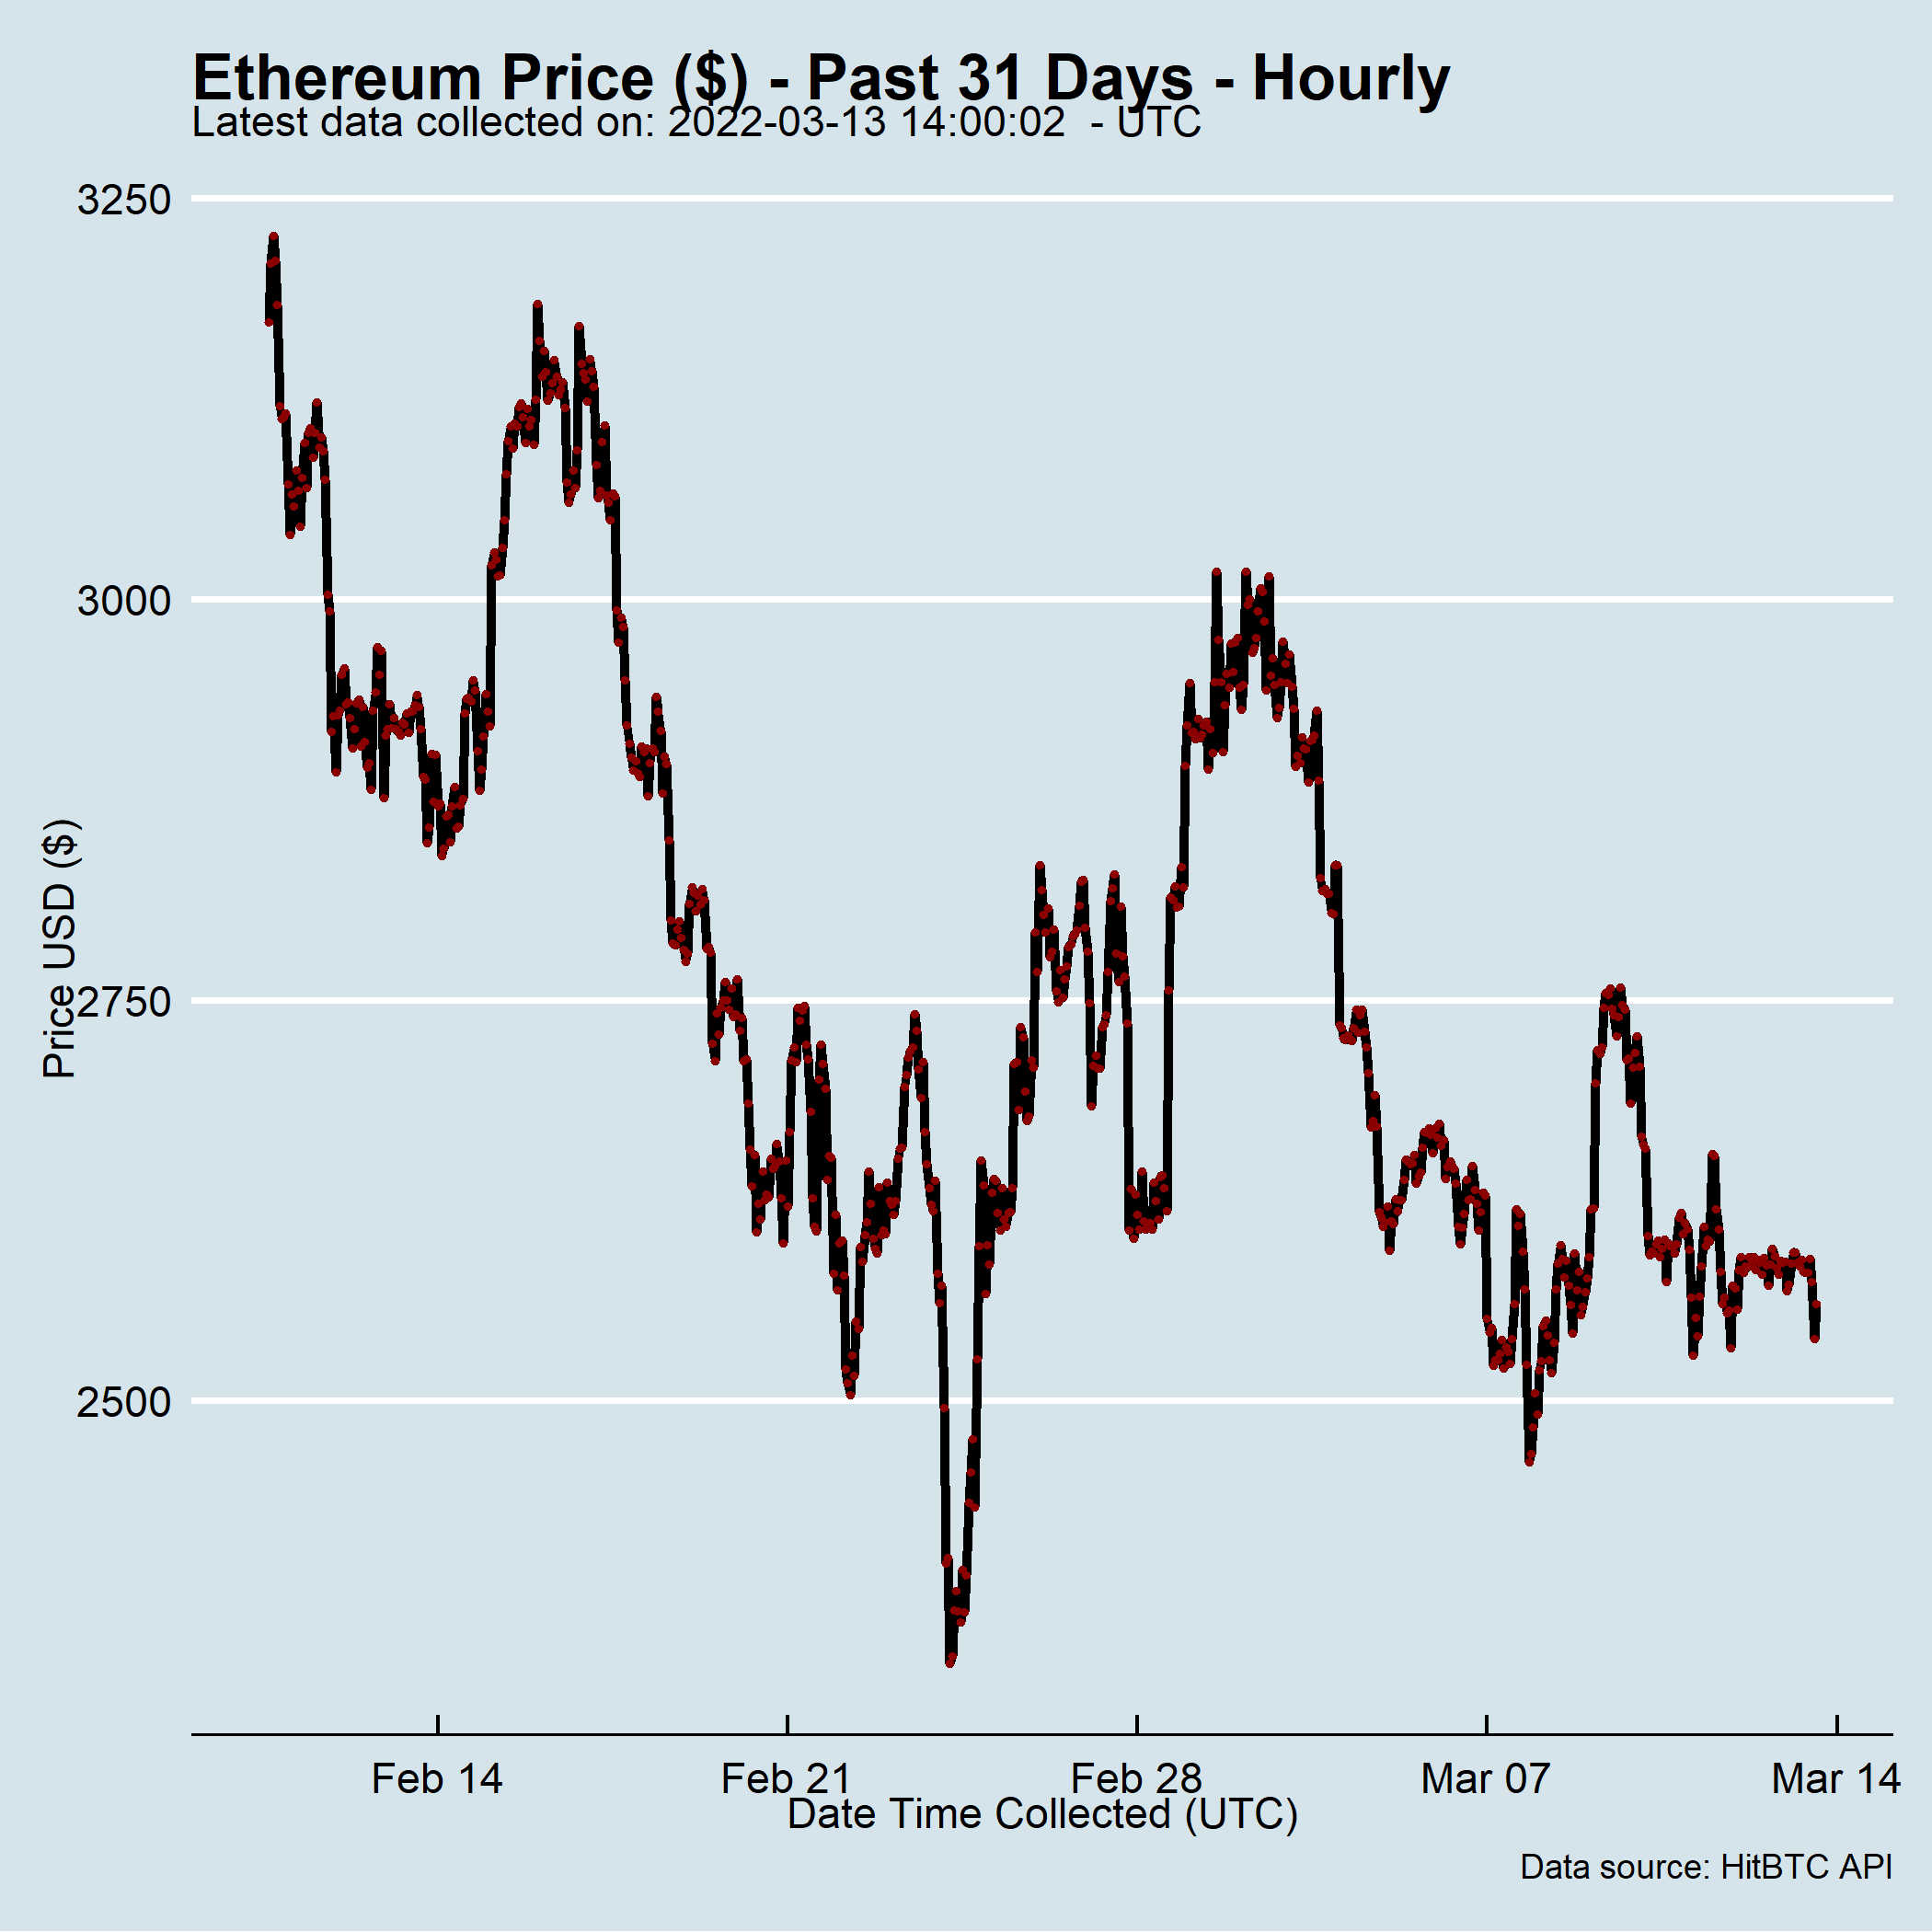 Ethereum Price ($) - Past 31 Days - Hourly
Latest data collected on: 2022-03-13 14:00:02  - UTC
Price USD ($)
3250
3000
2750
2500
Feb 14
Feb 21
Feb 28
Mar 07
Mar 14
Date Time Collected (UTC)
Data source: HitBTC API